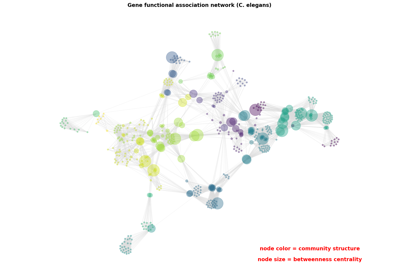 Gene functional association network (C. elegans)
node color = community structure
node size = betweenness centrality